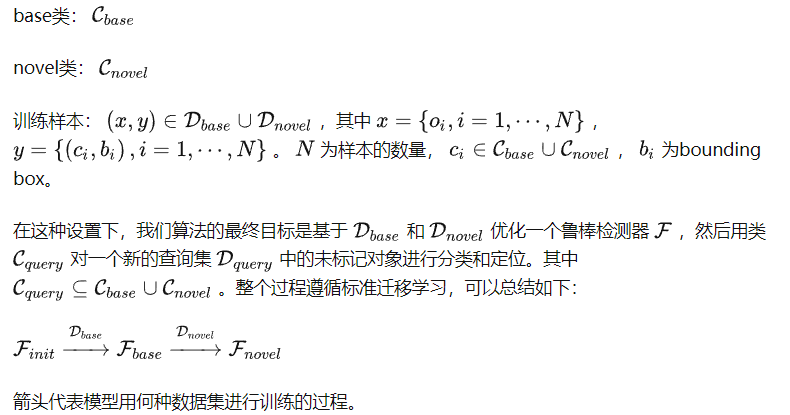 base类： $\mathcal{C}_{base}$
novel类： $\mathcal{C}_{novel}$
训练样本： $(x, y) \in \mathcal{D}_{base} \cup \mathcal{D}_{novel}$ ，其中 $x = \{o_i, i = 1, \cdots, N\}$ ，
$y = \{(c_i, b_i), i = 1, \cdots, N\}$ 。 $N$ 为样本的数量， $c_i \in \mathcal{C}_{base} \cup \mathcal{C}_{novel}$ ， $b_i$ 为bounding
box。
在这种设置下，我们算法的最终目标是基于 $\mathcal{D}_{base}$ 和 $\mathcal{D}_{novel}$ 优化一个鲁棒检测器 $\mathcal{F}$ ，然后用类
$\mathcal{C}_{query}$ 对一个新的查询集 $\mathcal{D}_{query}$ 中的未标记对象进行分类和定位。其中
$\mathcal{C}_{query} \subseteq \mathcal{C}_{base} \cup \mathcal{C}_{novel}$ 。整个过程遵循标准迁移学习，可以总结如下：
$\mathcal{F}_{init} \xrightarrow{\mathcal{D}_{base}} \mathcal{F}_{base} \xrightarrow{\mathcal{D}_{novel}} \mathcal{F}_{novel}$
箭头代表模型用何种数据集进行训练的过程。